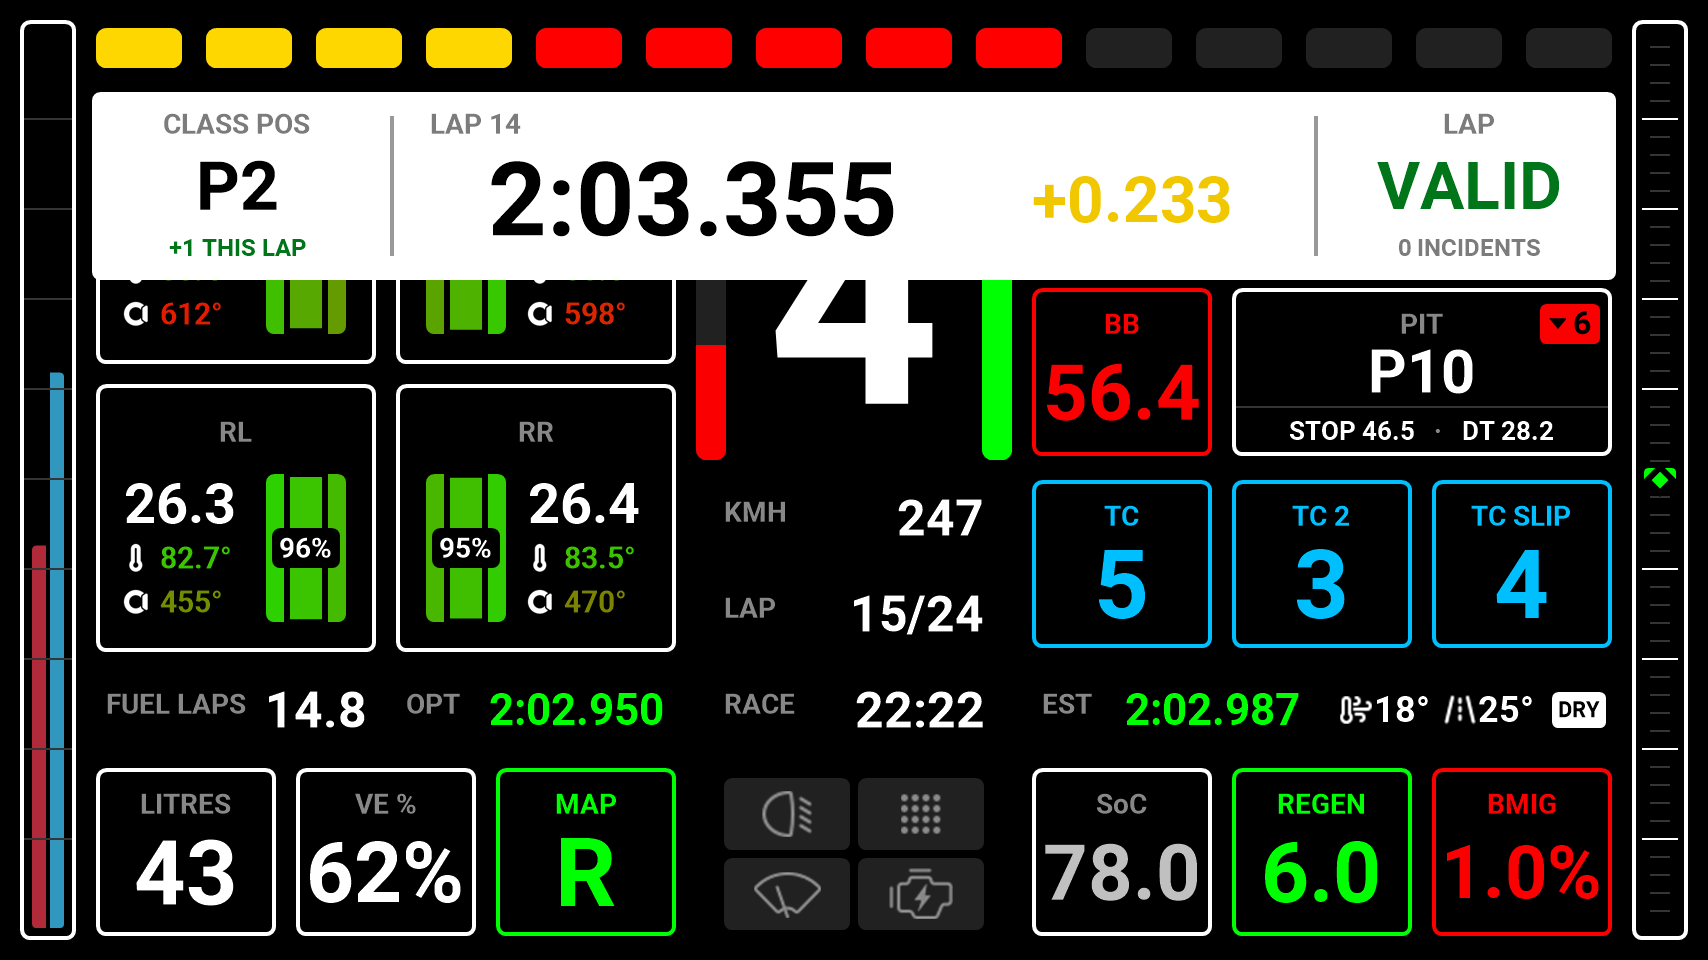 CLASS POS
P2
+1 THIS LAP
LAP 14
2:03.355
+0.233
LAP
VALID
0 INCIDENTS
612°
598°
4
BB
56.4
PIT
6
P10
STOP 46.5 · DT 28.2
RL
26.3
96%
82.7°
455°
RR
26.4
95%
83.5°
470°
KMH 247
LAP 15/24
TC
5
TC 2
3
TC SLIP
4
FUEL LAPS 14.8
OPT 2:02.950
RACE 22:22
EST 2:02.987
18° 25° DRY
LITRES
43
VE %
62%
MAP
R
SoC
78.0
REGEN
6.0
BMIG
1.0%